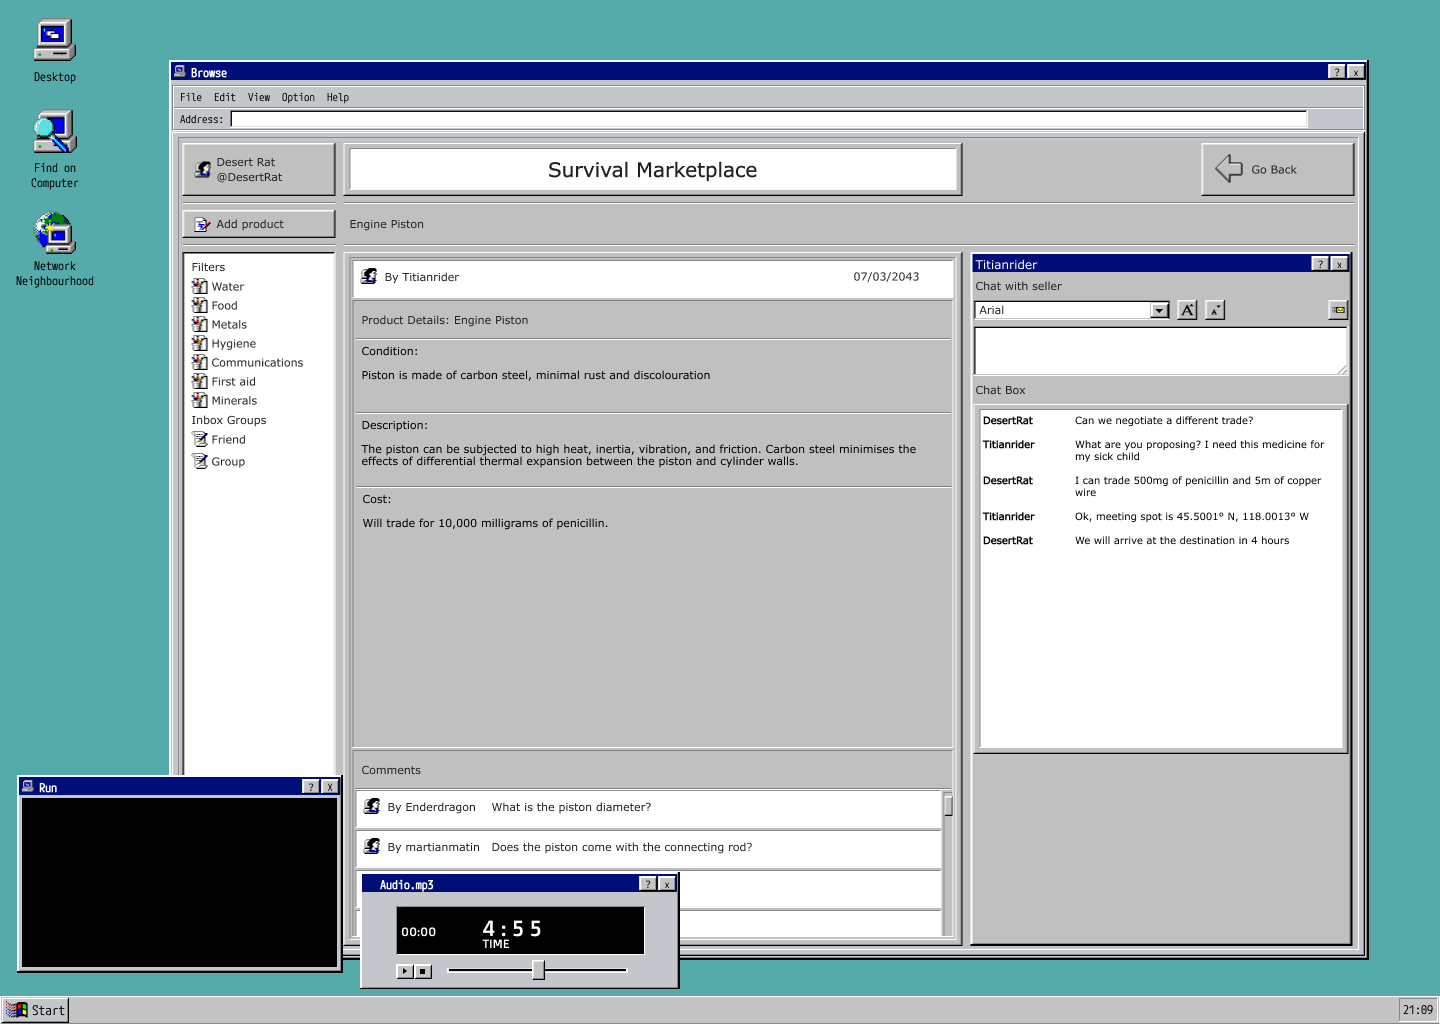 Desktop
Find on
Computer
Network
Neighbourhood
Browse
? x
File Edit View Option Help
Address:
Desert Rat
@DesertRat
Survival Marketplace
Go Back
Add product
Engine Piston
Filters
Water
Food
Metals
Hygiene
Communications
First aid
Minerals
Inbox Groups
Friend
Group
By Titianrider 07/03/2043
Product Details: Engine Piston
Condition:
Piston is made of carbon steel, minimal rust and discolouration
Description:
The piston can be subjected to high heat, inertia, vibration, and friction. Carbon steel minimises the
effects of differential thermal expansion between the piston and cylinder walls.
Cost:
Will trade for 10,000 milligrams of penicillin.
Comments
By Enderdragon What is the piston diameter?
By martianmatin Does the piston come with the connecting rod?
Titianrider
? x
Chat with seller
Arial
A A
Chat Box
DesertRat Can we negotiate a different trade?
Titianrider What are you proposing? I need this medicine for
my sick child
DesertRat I can trade 500mg of penicillin and 5m of copper
wire
Titianrider Ok, meeting spot is 45.5001° N, 118.0013° W
DesertRat We will arrive at the destination in 4 hours
Run
? X
Audio.mp3
? x
00:00 4:55
TIME
Start
21:09